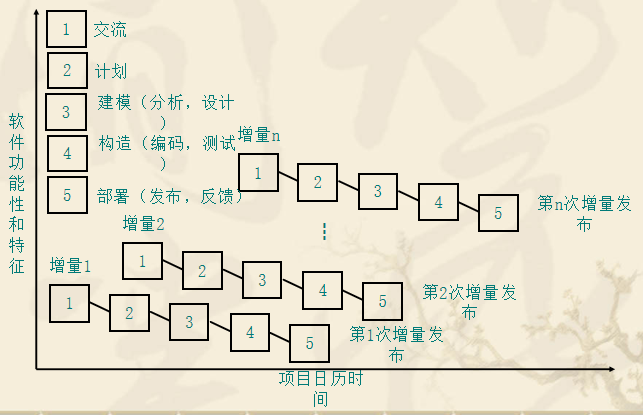 1 交流
2 计划
3 建模（分析，设计
）
4 构造（编码，测试
）
5 部署（发布，反馈）
软件功能性和特征
增量n
1 2 3 4 5
第n次增量发
布
增量2
1 2 3 4 5
第2次增量发
布
增量1
1 2 3 4 5
第1次增量发
布
项目日历时
间